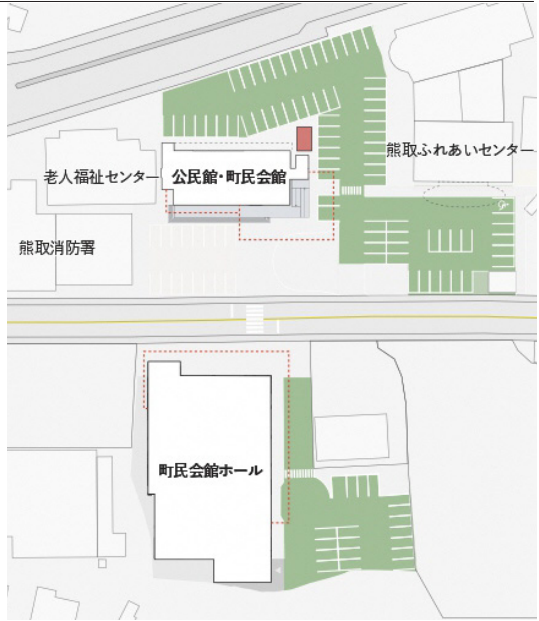 熊取ふれあいセンター
老人福祉センター
公民館・町民会館
熊取消防署
町民会館ホール